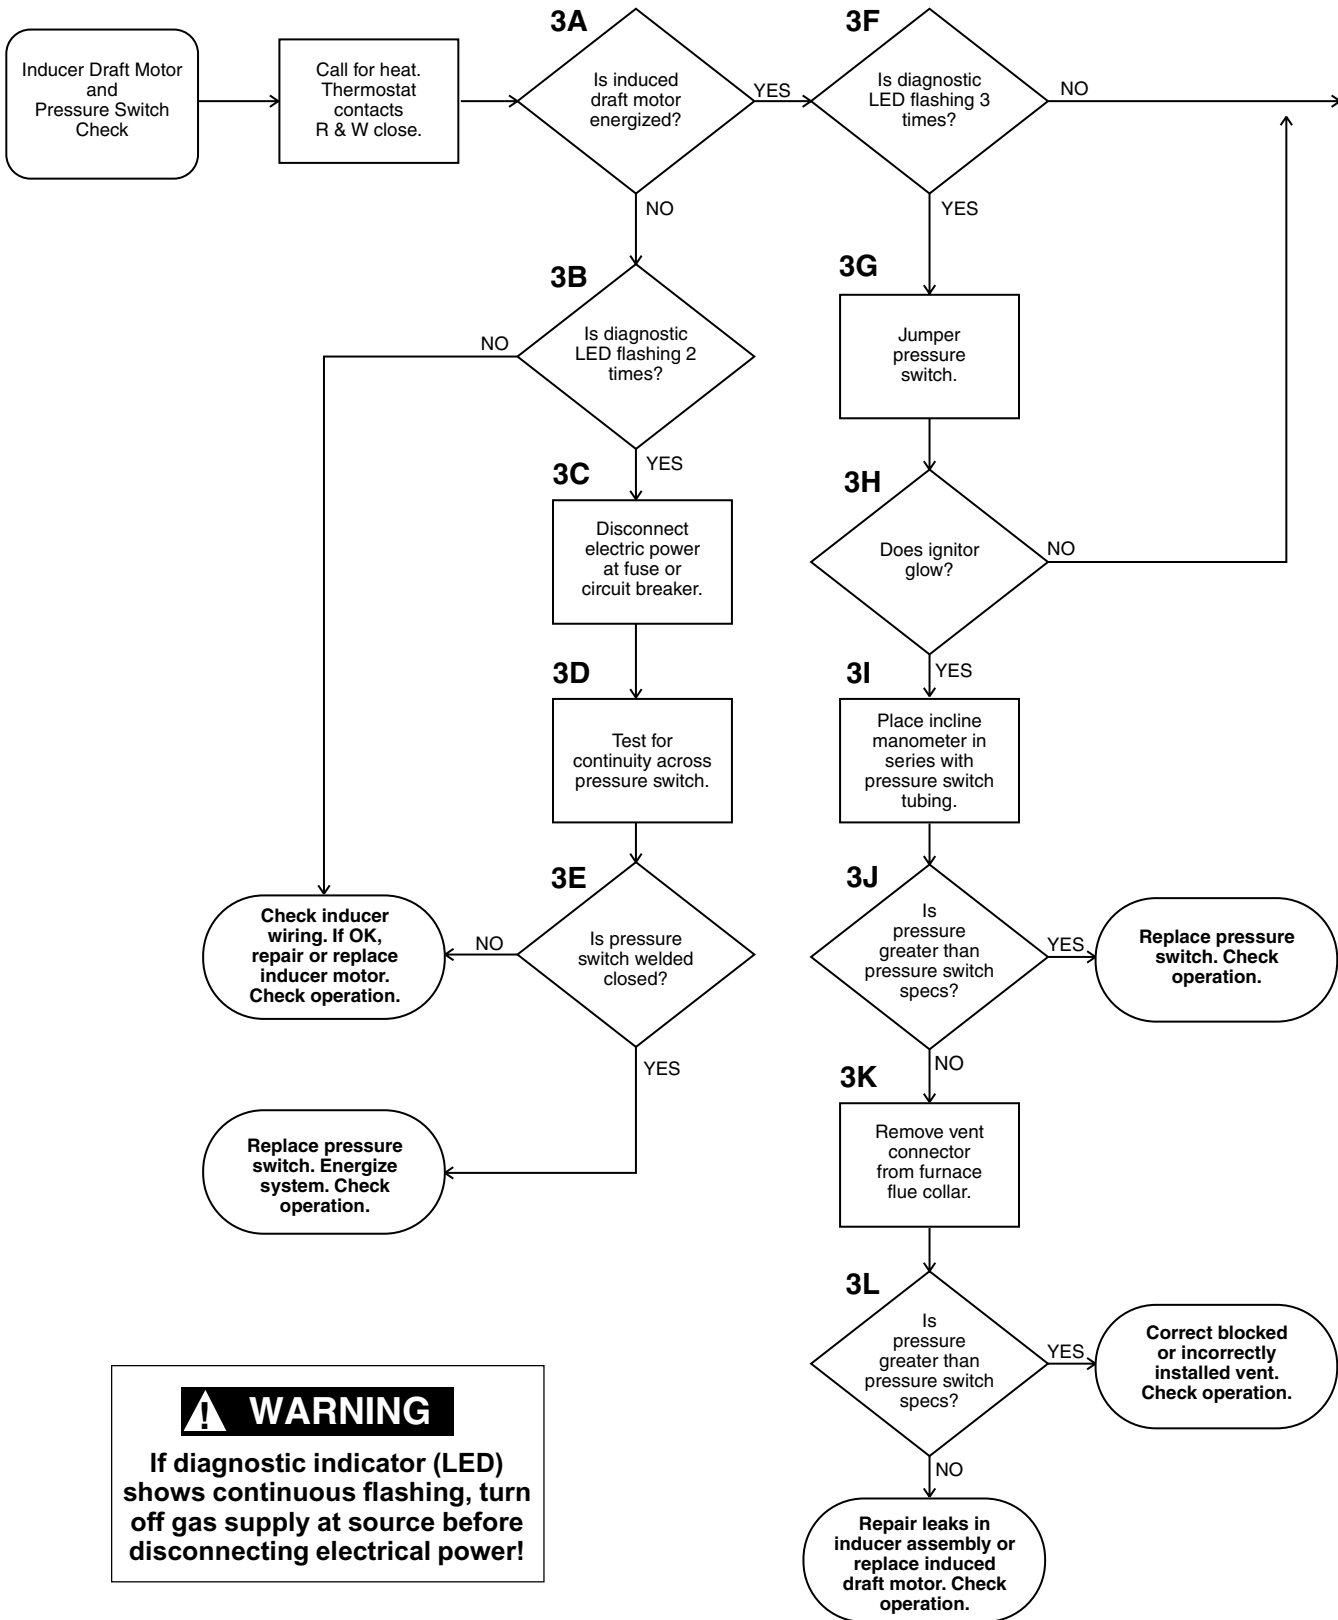 Inducer Draft Motor
and
Pressure Switch
Check
Call for heat.
Thermostat
contacts
R & W close.
3A
Is induced
draft motor
energized?
YES
NO
3F
Is diagnostic
LED flashing 3
times?
NO
YES
3B
Is diagnostic
LED flashing 2
times?
NO
YES
3G
Jumper
pressure
switch.
3C
Disconnect
electric power
at fuse or
circuit breaker.
3H
Does ignitor
glow?
NO
YES
3D
Test for
continuity across
pressure switch.
3I
Place incline
manometer in
series with
pressure switch
tubing.
3E
Is pressure
switch welded
closed?
NO
YES
Check inducer
wiring. If OK,
repair or replace
inducer motor.
Check operation.
3J
Is
pressure
greater than
pressure switch
specs?
YES
NO
Replace pressure
switch. Check
operation.
Replace pressure
switch. Energize
system. Check
operation.
3K
Remove vent
connector
from furnace
flue collar.
3L
Is
pressure
greater than
pressure switch
specs?
YES
NO
Correct blocked
or incorrectly
installed vent.
Check operation.
Repair leaks in
inducer assembly or
replace induced
draft motor. Check
operation.
! WARNING
If diagnostic indicator (LED)
shows continuous flashing, turn
off gas supply at source before
disconnecting electrical power!